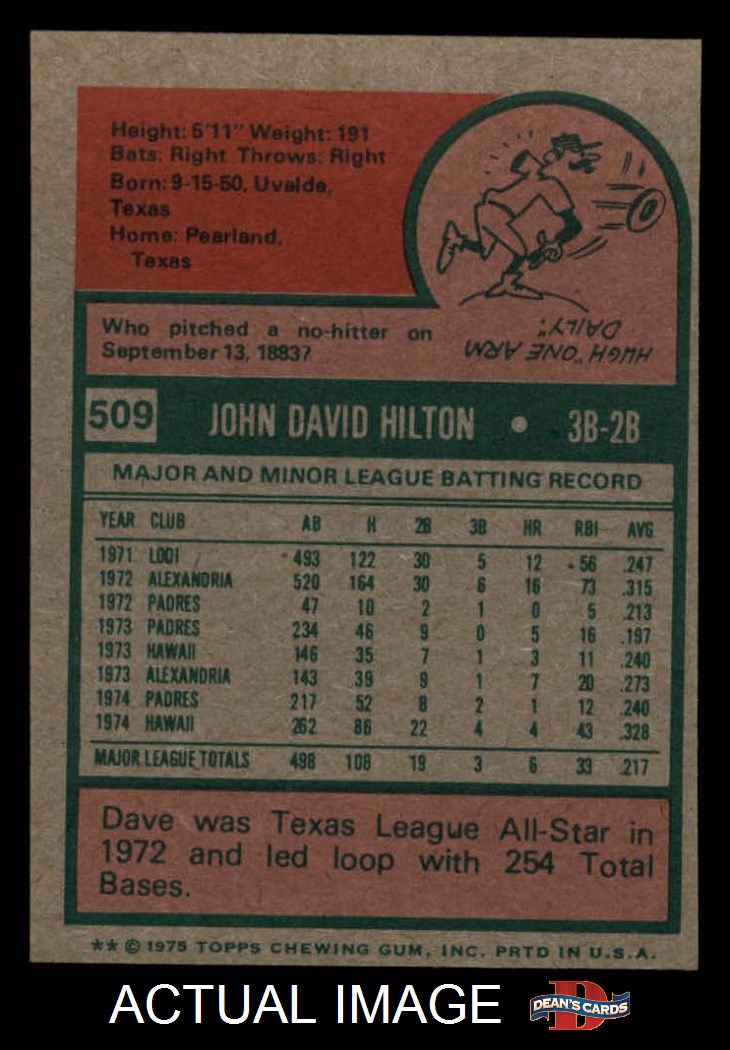 Height: 5'11" Weight: 191
Bats: Right Throws: Right
Born: 9-15-50, Uvalde,
Texas
Home: Pearland,
Texas
Who pitched a no-hitter on
September 13, 1883?
HUGH "ONE ARM
DAILY".
509 JOHN DAVID HILTON • 3B-2B
MAJOR AND MINOR LEAGUE BATTING RECORD
YEAR CLUB AB H 2B 3B HR RBI AVG
1971 LODI 493 122 30 5 12 56 .247
1972 ALEXANDRIA 520 164 30 6 16 73 .315
1972 PADRES 47 10 2 1 0 5 .213
1973 PADRES 234 46 9 0 5 16 .197
1973 HAWAII 146 35 7 1 3 11 .240
1973 ALEXANDRIA 143 39 9 1 7 20 .273
1974 PADRES 217 52 8 2 1 12 .240
1974 HAWAII 262 86 22 4 4 43 .328
MAJOR LEAGUE TOTALS 498 108 19 3 6 33 .217
Dave was Texas League All-Star in
1972 and led loop with 254 Total
Bases.
** © 1975 TOPPS CHEWING GUM, INC. PRTD IN U.S.A.
ACTUAL IMAGE
D
DEAN'S CARDS